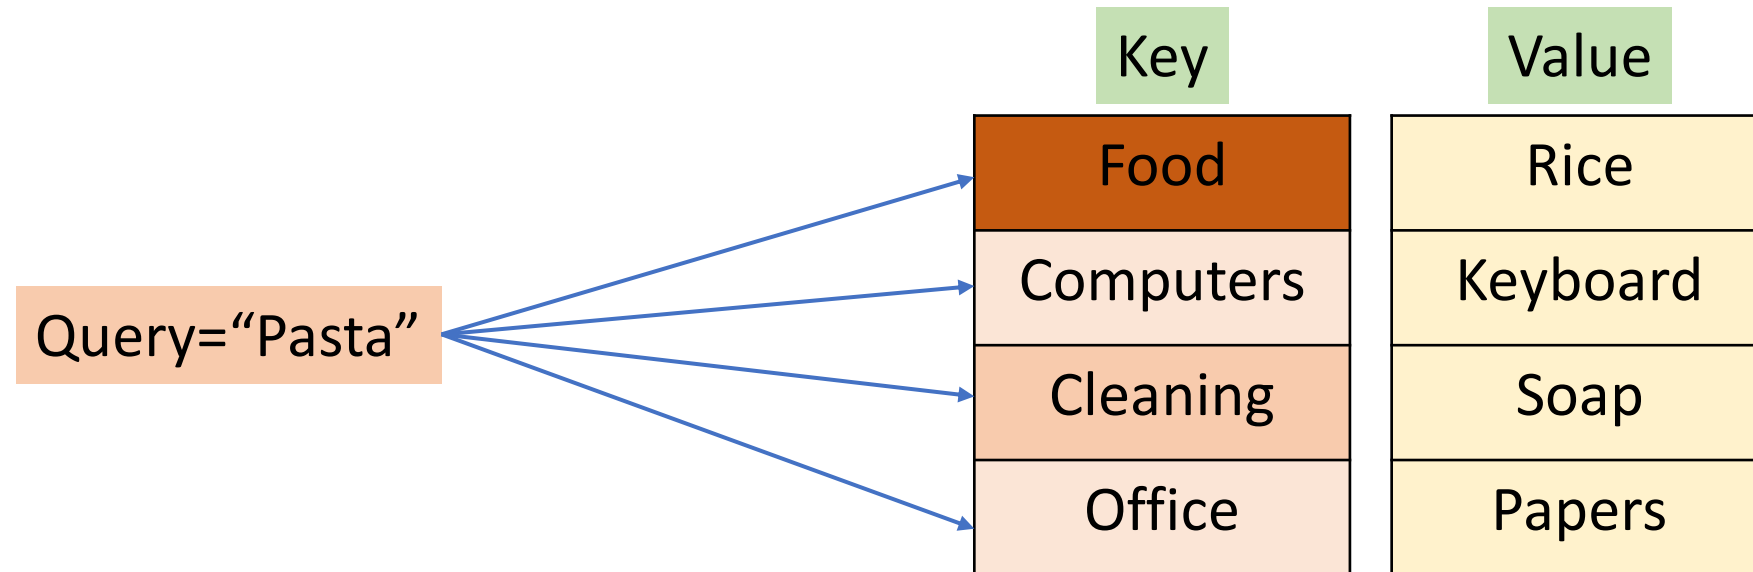 Key Value
Food Rice
Computers Keyboard
Query=“Pasta”
Cleaning Soap
Office Papers